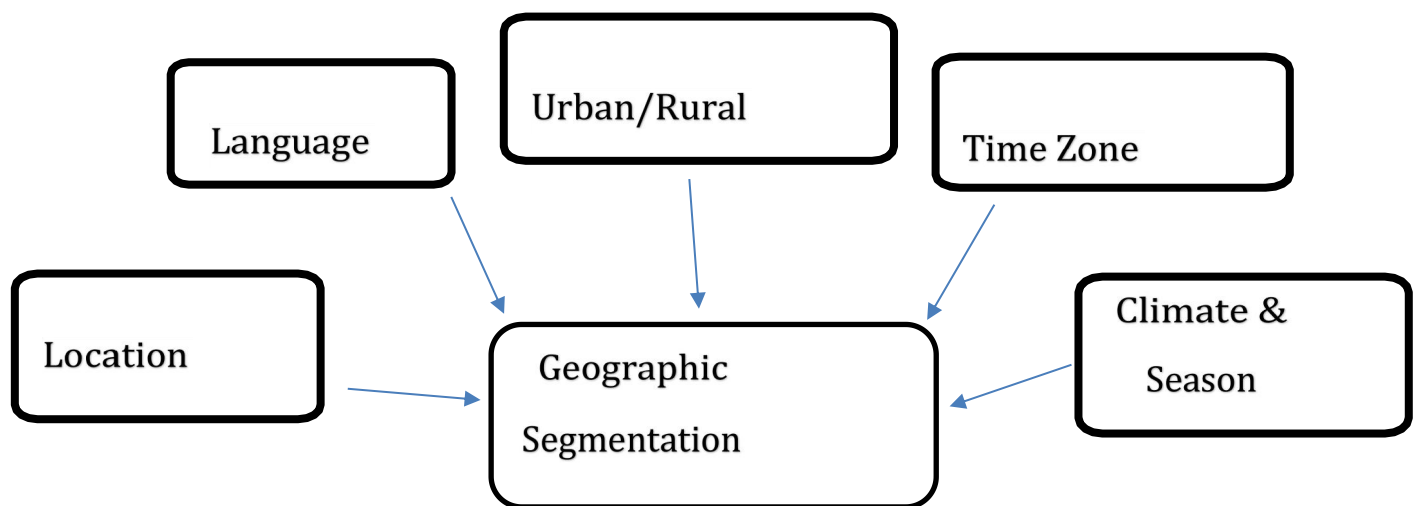 Urban/Rural
Language
Time Zone
Location
Climate &
Season
Geographic
Segmentation